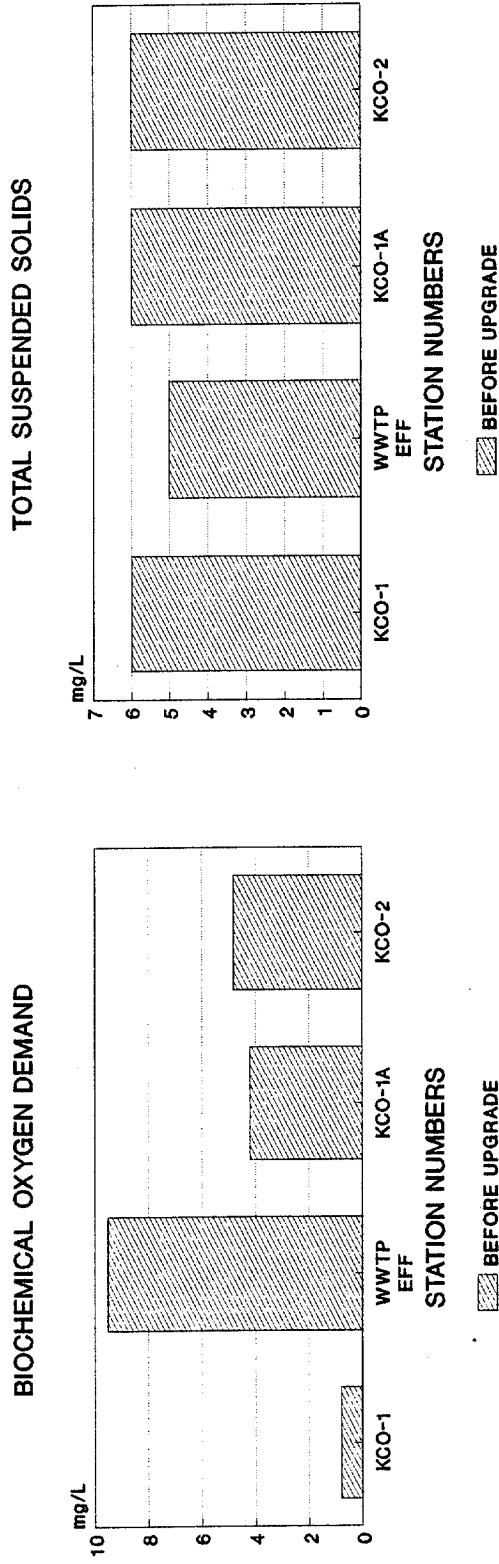 BIOCHEMICAL OXYGEN DEMAND
mg/L
10
8
6
4
2
0
KCO-1
WWTP
EFF
KCO-1A
KCO-2
STATION NUMBERS
BEFORE UPGRADE
TOTAL SUSPENDED SOLIDS
mg/L
7
6
5
4
3
2
1
0
KCO-1
WWTP
EFF
KCO-1A
KCO-2
STATION NUMBERS
BEFORE UPGRADE